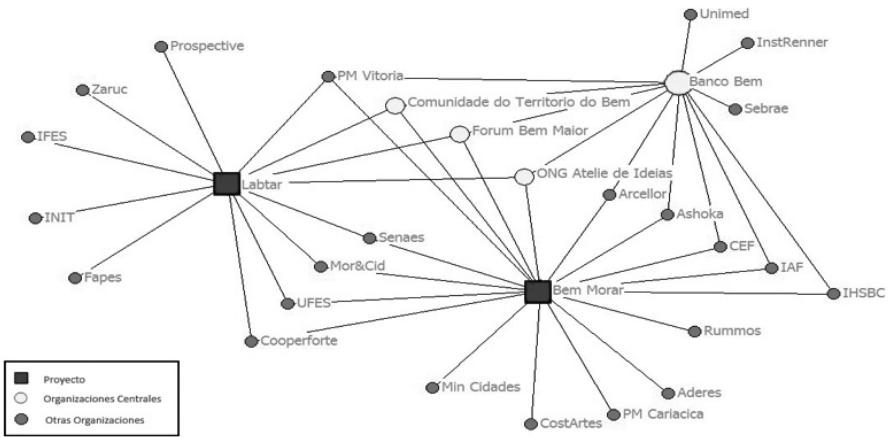 Unimed
Prospective
InstRenner
PM Vitoria
Banco Bem
Zaruc
Comunidade do Territorio do Bem
Sebrae
Forum Bem Maior
IFES
ONG Atelie de Ideias
Labtar
Arcellor
Ashoka
INIT
Senaes
CEF
Mor&Cid
IAF
Fapes
Bem Morar
IHSBC
UFES
Rummos
Cooperforte
Min Cidades
Aderes
PM Cariacica
CostArtes
Proyecto
Organizaciones Centrales
Otras Organizaciones